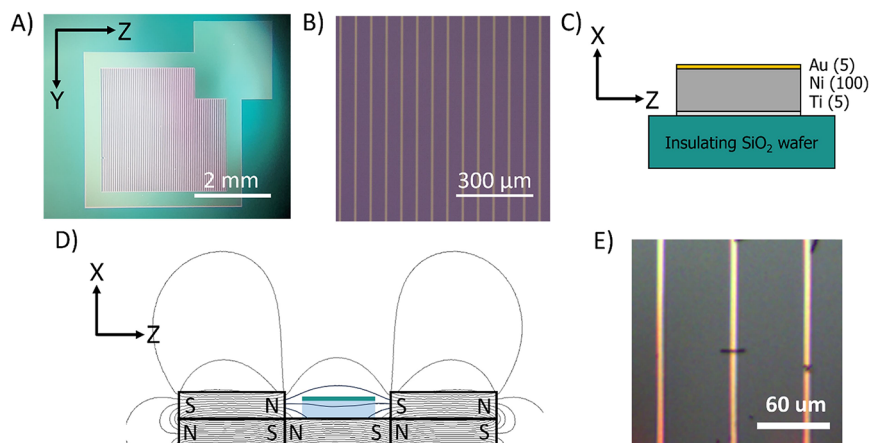 A)
Z
Y
2 mm
B)
300 μm
C)
X
Z
Au (5)
Ni (100)
Ti (5)
Insulating SiO₂ wafer
D)
X
Z
S N S N
N S N S N S
E)
60 um